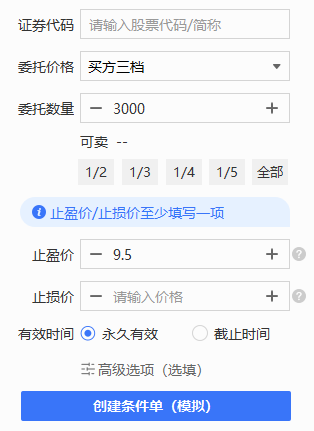 证券代码 请输入股票代码/简称
委托价格 买方三档
委托数量 3000
可卖 --
1/2 1/3 1/4 1/5 全部
止盈价/止损价至少填写一项
止盈价 9.5
止损价 请输入价格
有效时间 永久有效 截止时间
高级选项（选填）
创建条件单（模拟）